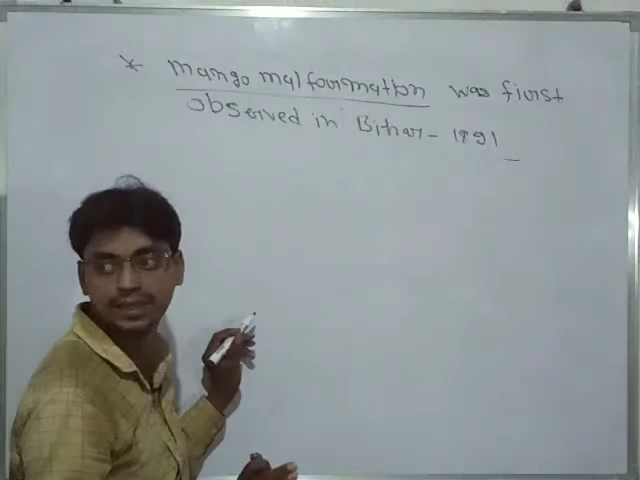 * mango malformation was first
observed in Bihar - 1891